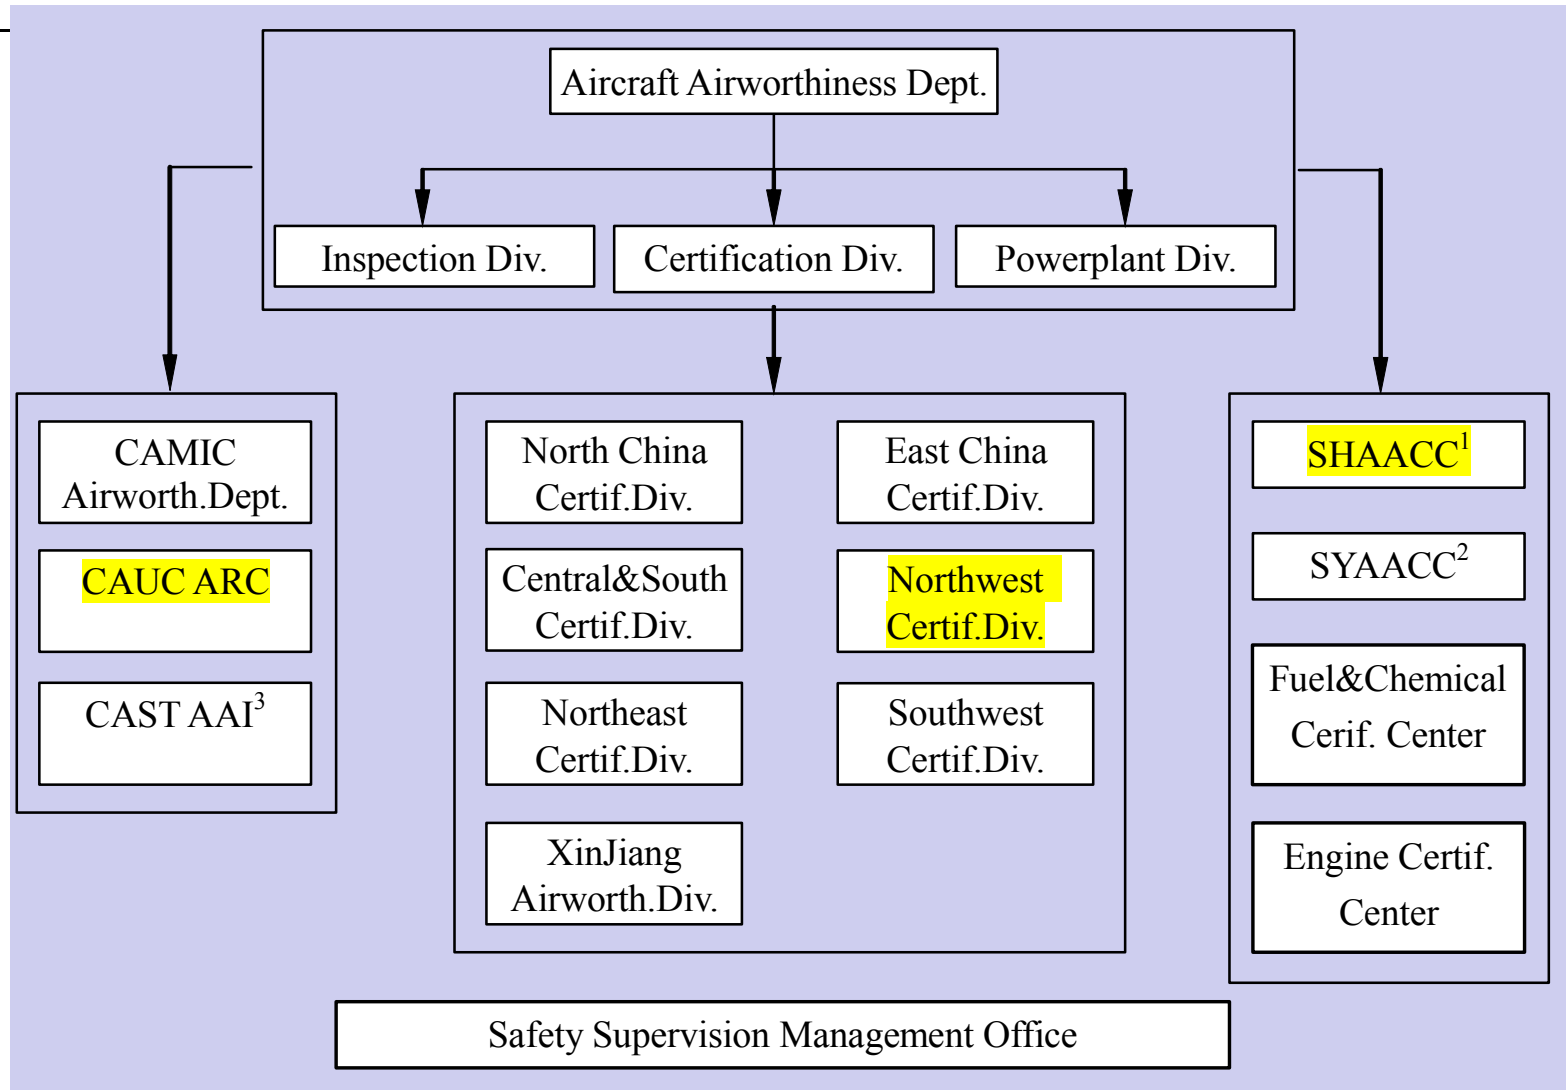 Aircraft Airworthiness Dept.
Inspection Div.
Certification Div.
Powerplant Div.
CAMIC
Airworth.Dept.
CAUC ARC
CAST AAI³
North China
Certif.Div.
East China
Certif.Div.
Central&South
Certif.Div.
Northwest
Certif.Div.
Northeast
Certif.Div.
Southwest
Certif.Div.
XinJiang
Airworth.Div.
SHAACC¹
SYAACC²
Fuel&Chemical
Cerif. Center
Engine Certif.
Center
Safety Supervision Management Office